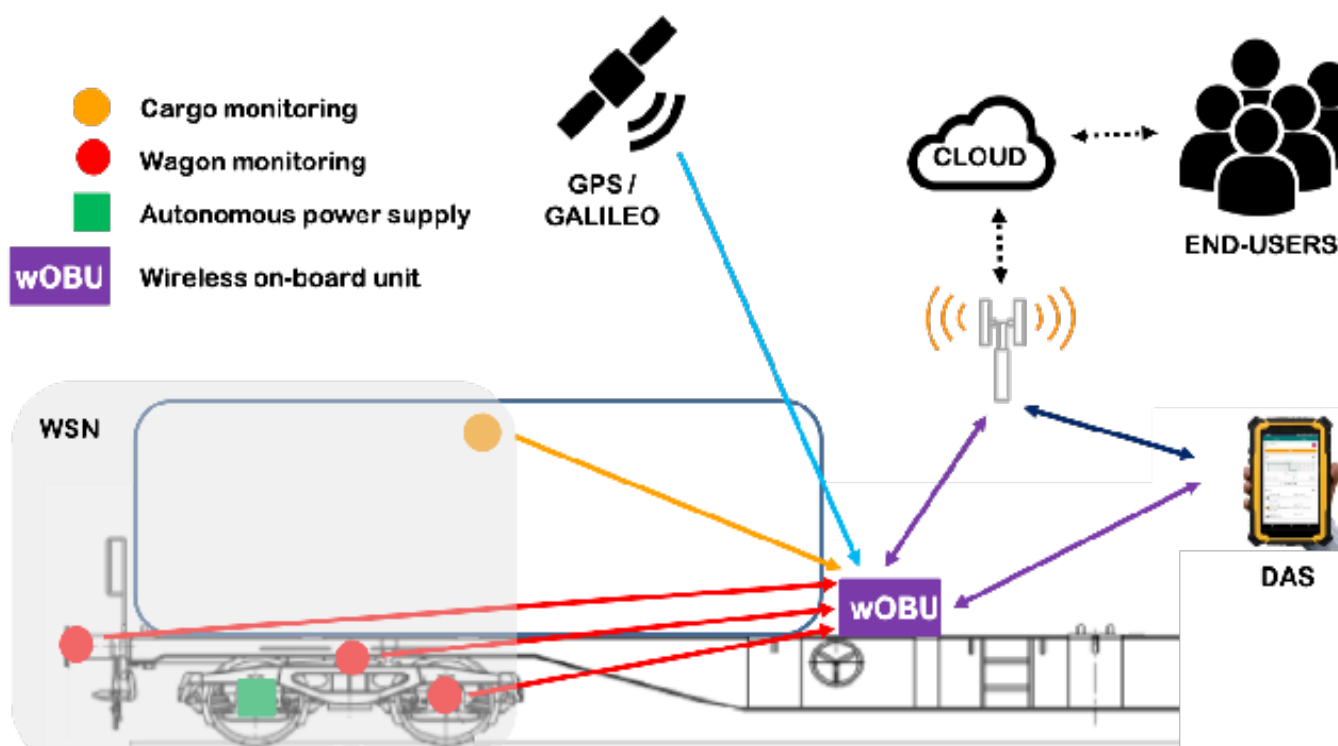 Cargo monitoring
Wagon monitoring
Autonomous power supply
wOBU
Wireless on-board unit
GPS /
GALILEO
CLOUD
END-USERS
WSN
wOBU
DAS